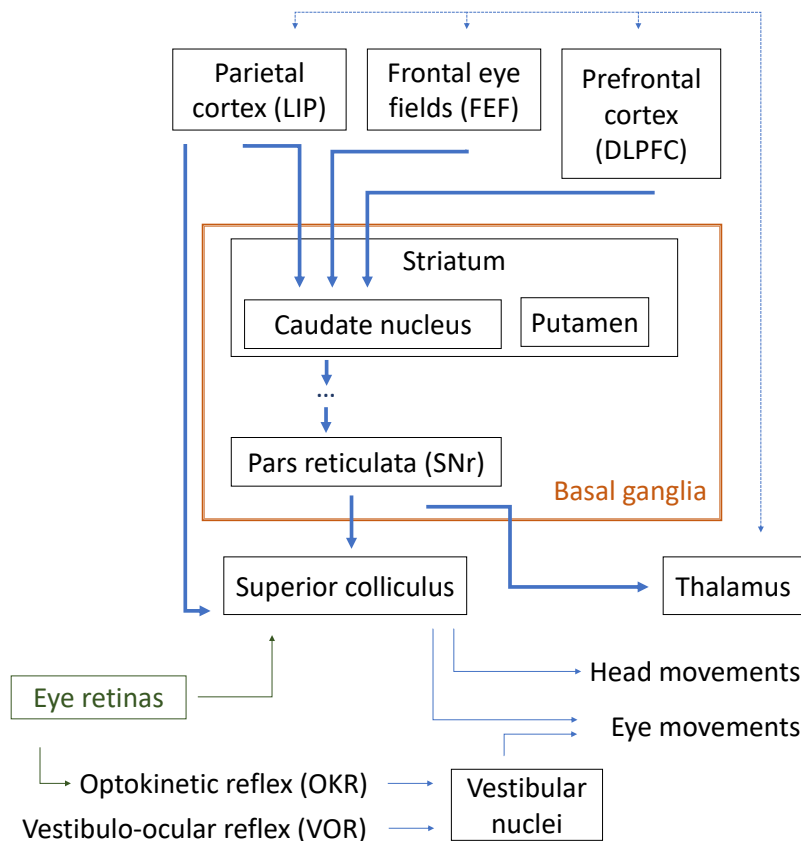 Parietal
cortex (LIP)
Frontal eye
fields (FEF)
Prefrontal
cortex
(DLPFC)
Striatum
Caudate nucleus
Putamen
...
Pars reticulata (SNr)
Basal ganglia
Superior colliculus
Thalamus
Head movements
Eye retinas
Eye movements
Optokinetic reflex (OKR)
Vestibular
nuclei
Vestibulo-ocular reflex (VOR)